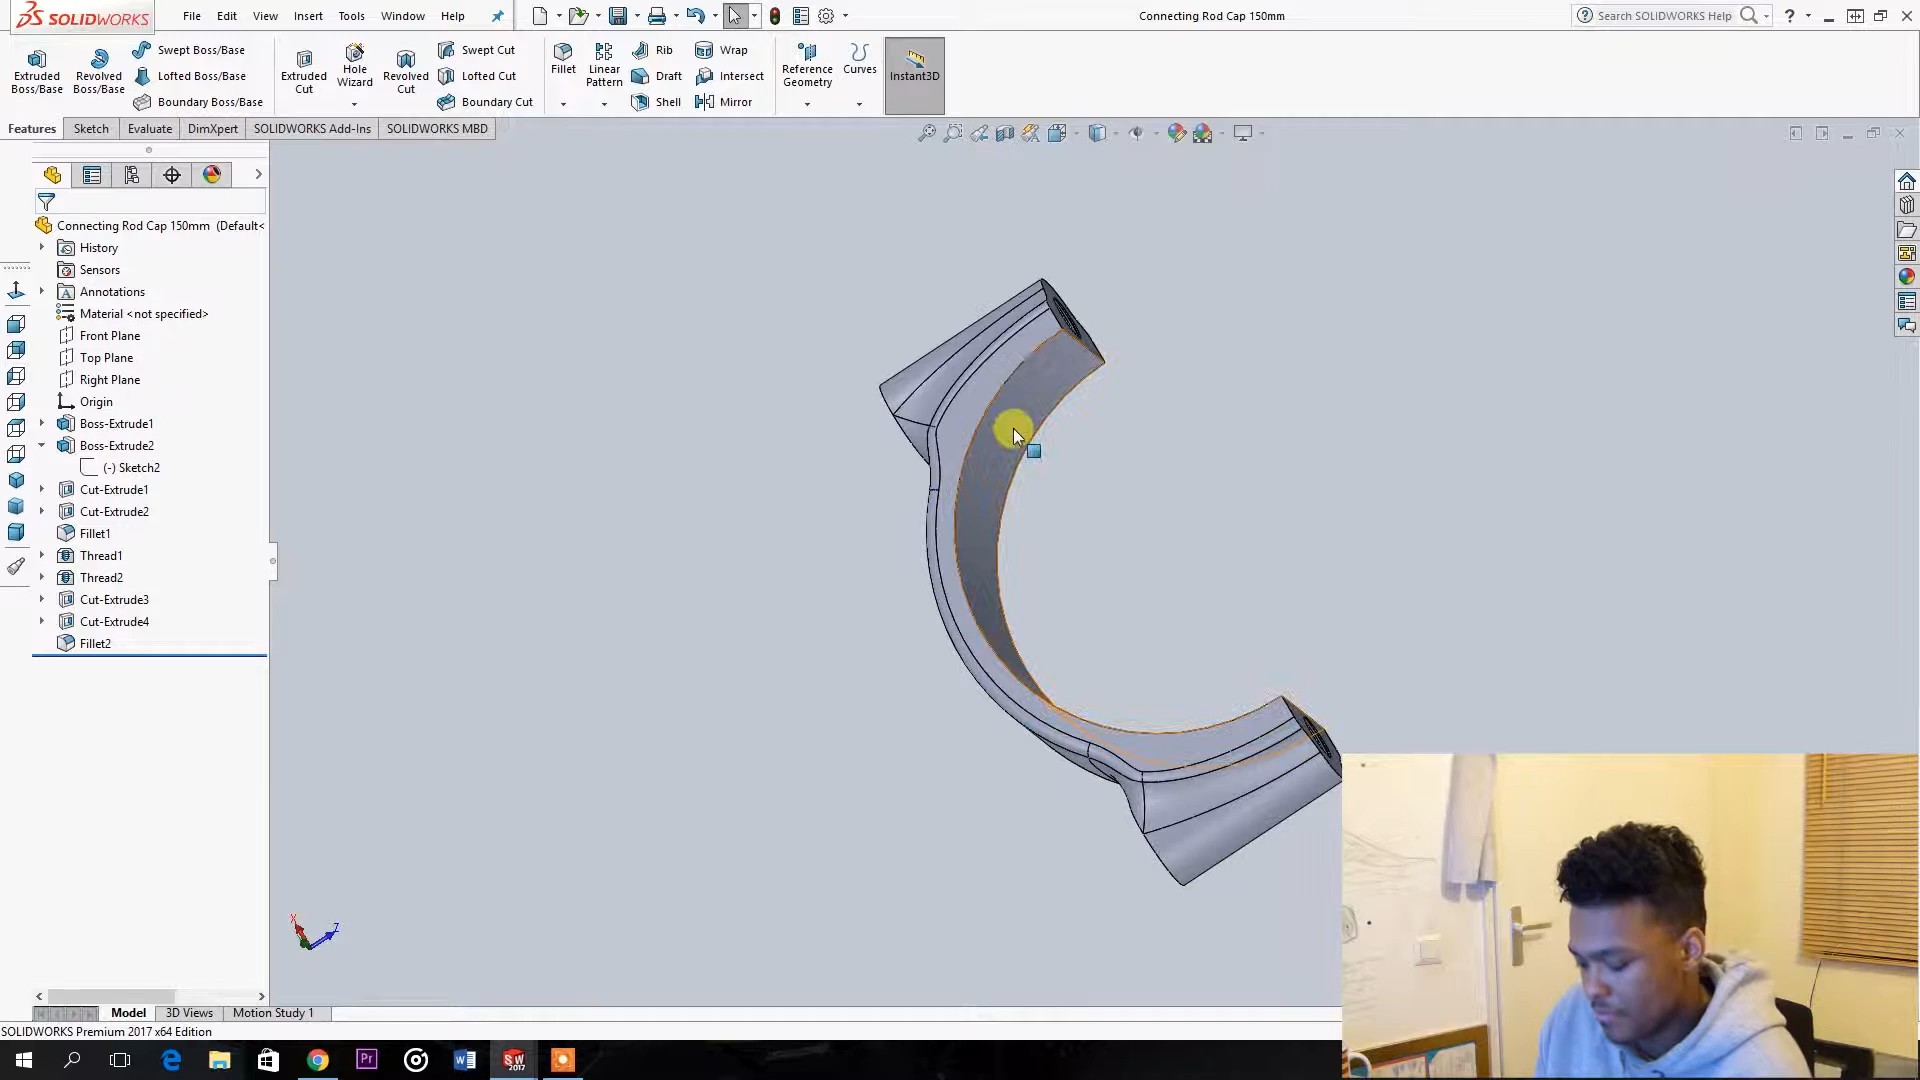 SOLIDWORKS
File Edit View Insert Tools Window Help
Connecting Rod Cap 150mm
Search SOLIDWORKS Help
Extruded Boss/Base
Revolved Boss/Base
Swept Boss/Base
Lofted Boss/Base
Boundary Boss/Base
Extruded Cut
Hole Wizard
Revolved Cut
Swept Cut
Lofted Cut
Boundary Cut
Fillet
Linear Pattern
Rib
Draft
Shell
Wrap
Intersect
Mirror
Reference Geometry
Curves
Instant3D
Features Sketch Evaluate DimXpert SOLIDWORKS Add-Ins SOLIDWORKS MBD
Connecting Rod Cap 150mm (Default<
History
Sensors
Annotations
Material <not specified>
Front Plane
Top Plane
Right Plane
Origin
Boss-Extrude1
Boss-Extrude2
(-) Sketch2
Cut-Extrude1
Cut-Extrude2
Fillet1
Thread1
Thread2
Cut-Extrude3
Cut-Extrude4
Fillet2
X
Z
Model 3D Views Motion Study 1
SOLIDWORKS Premium 2017 x64 Edition
Pr
SW
2017